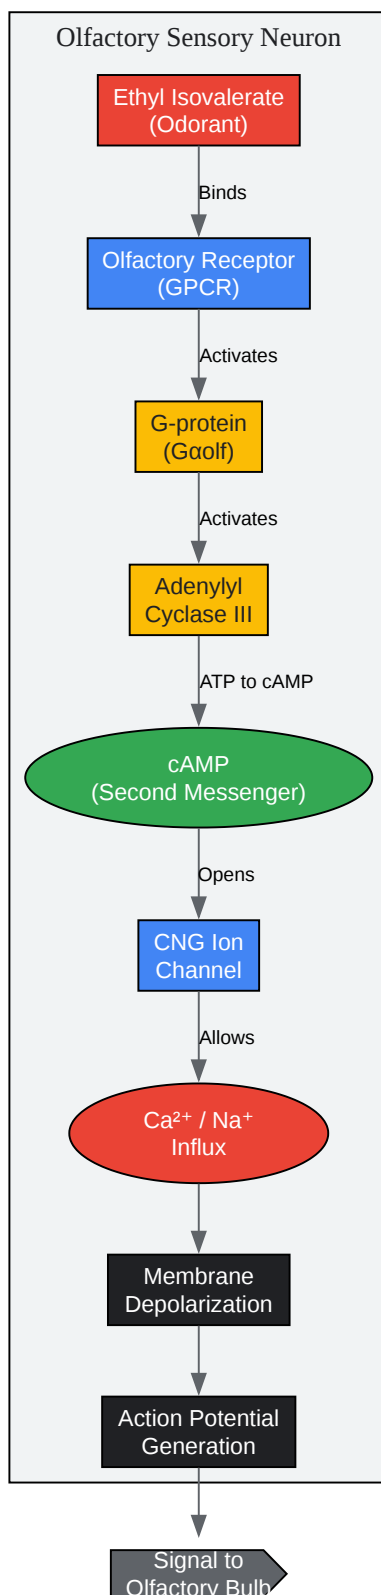 Olfactory Sensory Neuron
Ethyl Isovalerate
(Odorant)
Binds
Olfactory Receptor
(GPCR)
Activates
G-protein
(Gαolf)
Activates
Adenylyl
Cyclase III
ATP to cAMP
cAMP
(Second Messenger)
Opens
CNG Ion
Channel
Allows
Ca²⁺ / Na⁺
Influx
Membrane
Depolarization
Action Potential
Generation
Signal to
Olfactory Bulb